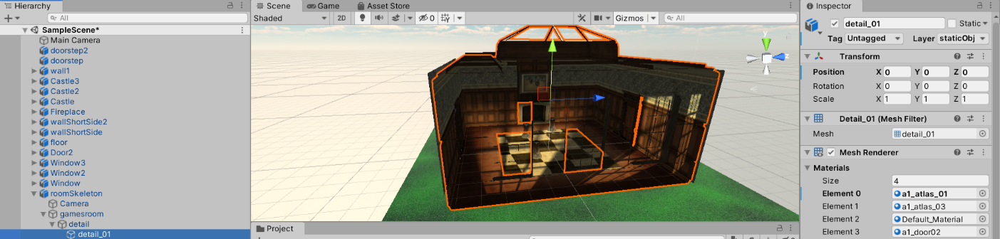 Hierarchy
All
SampleScene*
Main Camera
doorstep2
doorstep
wall1
Castle3
Castle2
Castle
Fireplace
wallShortSide2
wallShortSide
floor
Door2
Window3
Window2
Window
roomSkeleton
Camera
gamesroom
detail
detail_01
Scene Game Asset Store
Shaded 2D 0 Gizmos All
y
z
Project
Inspector
detail_01 Static
Tag Untagged Layer staticObj
Transform
Position X 0 Y 0 Z 0
Rotation X 0 Y 0 Z 0
Scale X 1 Y 1 Z 1
Detail_01 (Mesh Filter)
Mesh detail_01
Mesh Renderer
Materials
Size 4
Element 0 a1_atlas_01
Element 1 a1_atlas_03
Element 2 Default_Material
Element 3 a1_door02